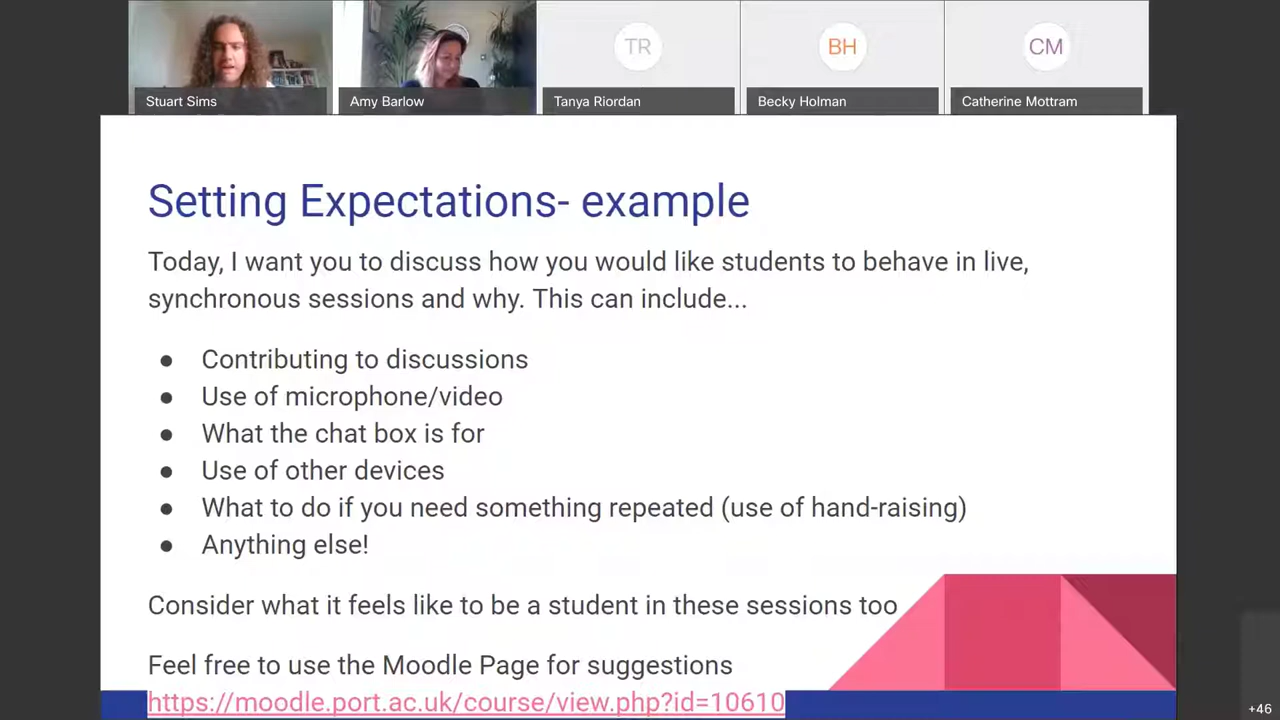 TR
BH
CM
Stuart Sims
Amy Barlow
Tanya Riordan
Becky Holman
Catherine Mottram
Setting Expectations- example
Today, I want you to discuss how you would like students to behave in live,
synchronous sessions and why. This can include...
● Contributing to discussions
● Use of microphone/video
● What the chat box is for
● Use of other devices
● What to do if you need something repeated (use of hand-raising)
● Anything else!
Consider what it feels like to be a student in these sessions too
Feel free to use the Moodle Page for suggestions
https://moodle.port.ac.uk/course/view.php?id=10610
+46